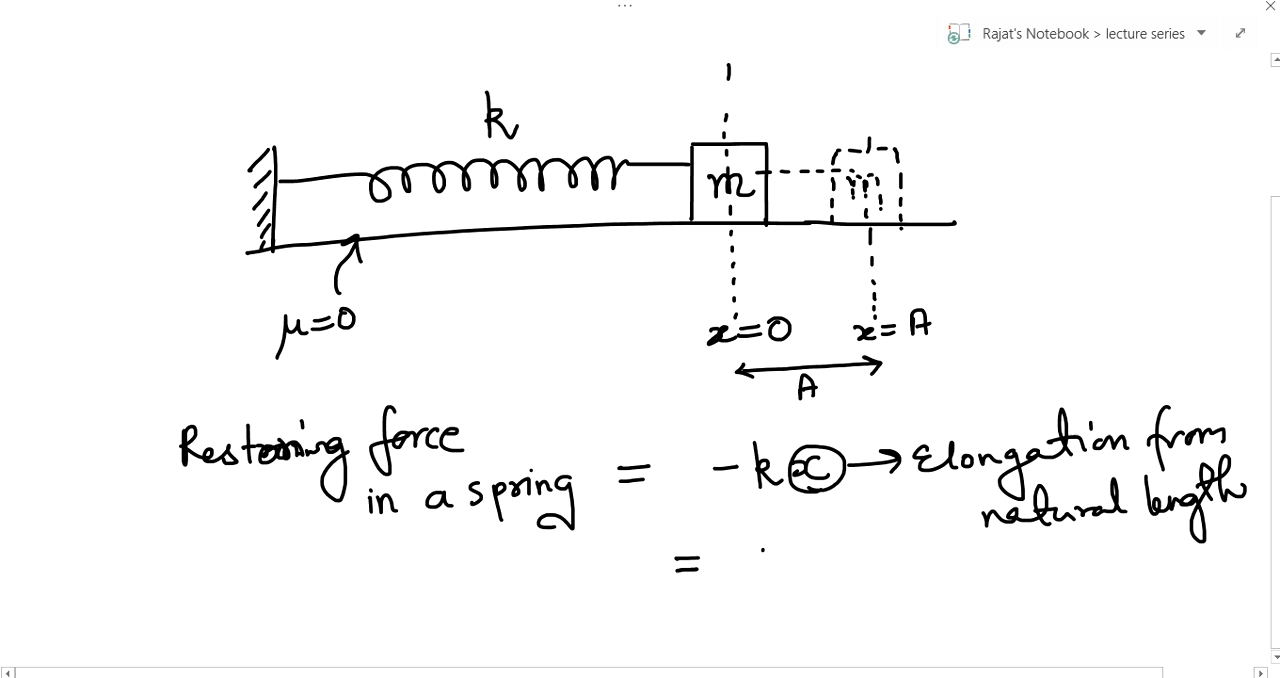 ...
Rajat's Notebook > lecture series
k
m
m
μ=0
x=0
x=A
A
Restoring force
in a spring = -kx → Elongation from
natural length
=